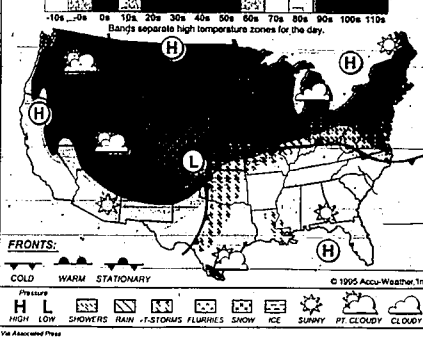 -10s -0s 0s 10s 20s 30s 40s 50s 60s 70s 80s 90s 100s 110s
Bands separate high temperature zones for the day.
H
H
H
L
H
FRONTS:
COLD WARM STATIONARY
© 1995 Accu-Weather, In
Pressure
H L
HIGH LOW SHOWERS RAIN T-STORMS FLURRIES SNOW ICE SUNNY PT. CLOUDY CLOUDY
Via Associated Press